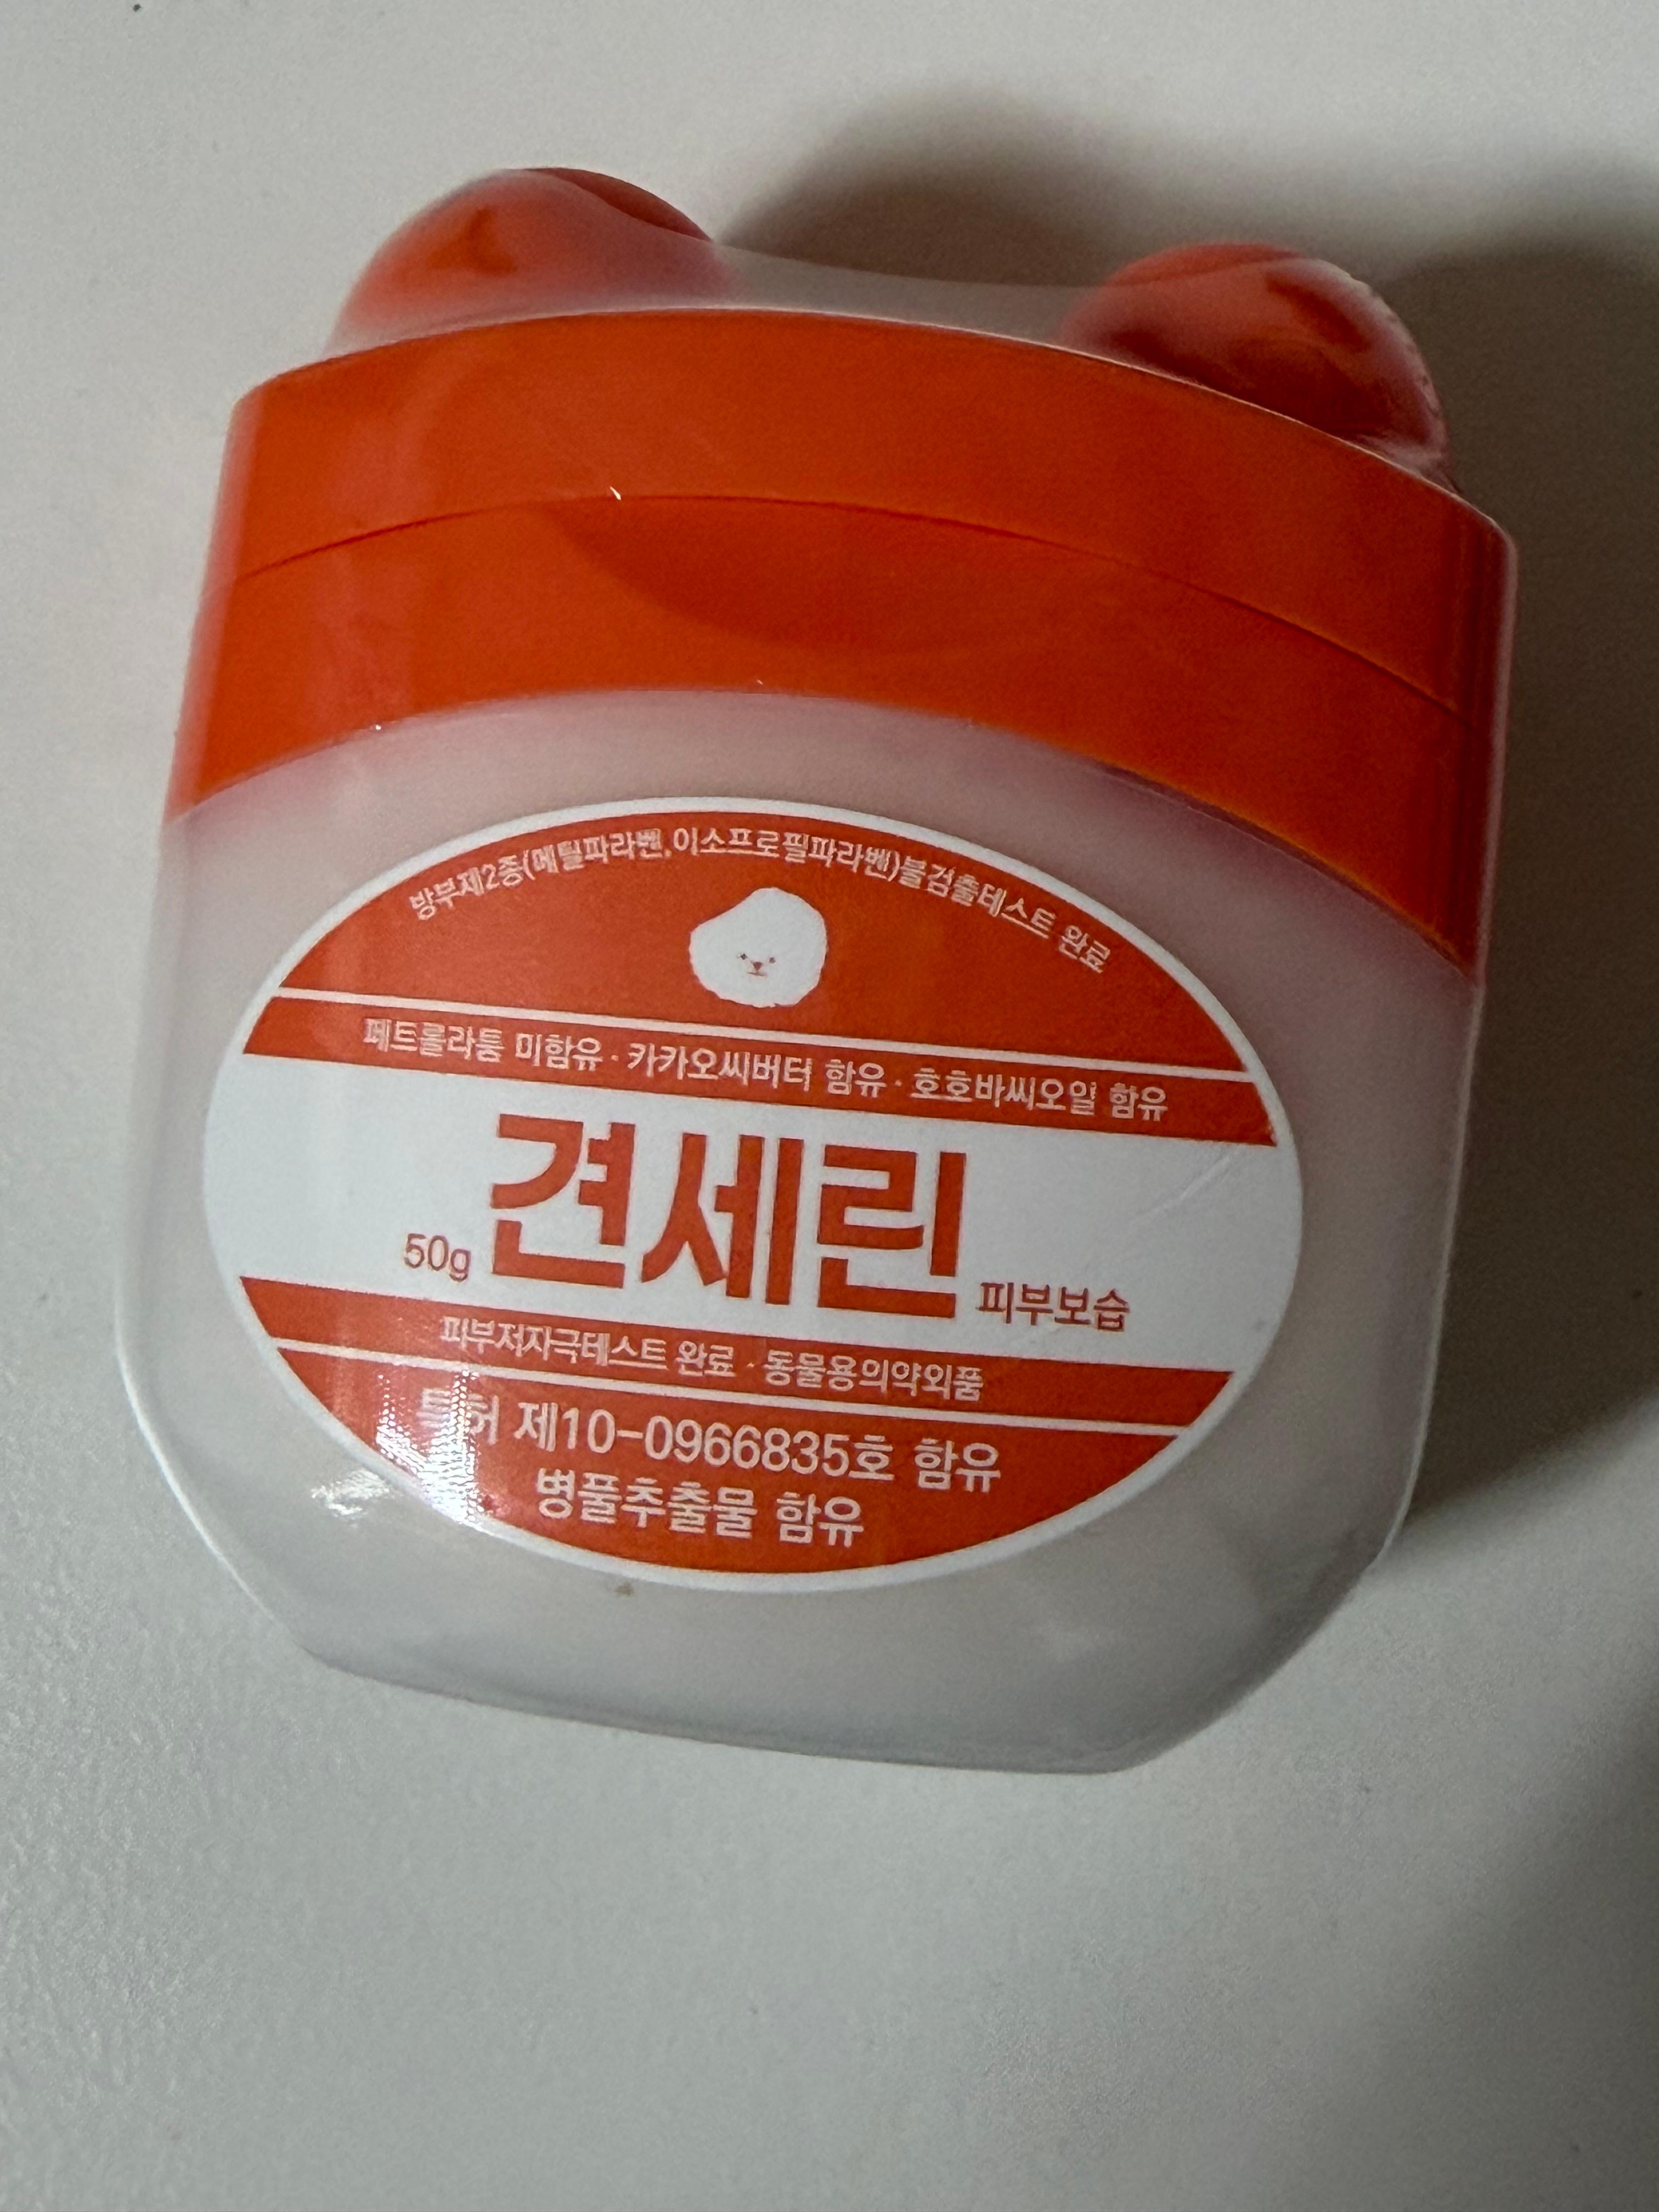 방부제2종(메틸파라벤,이소프로필파라벤)불검출테스트 완료
페트롤라튬 미함유 · 카카오씨버터 함유 · 호호바씨오일 함유
50g 견세린 피부보습
피부저자극테스트 완료 · 동물용의약외품
특허 제10-0966835호 함유
병풀추출물 함유